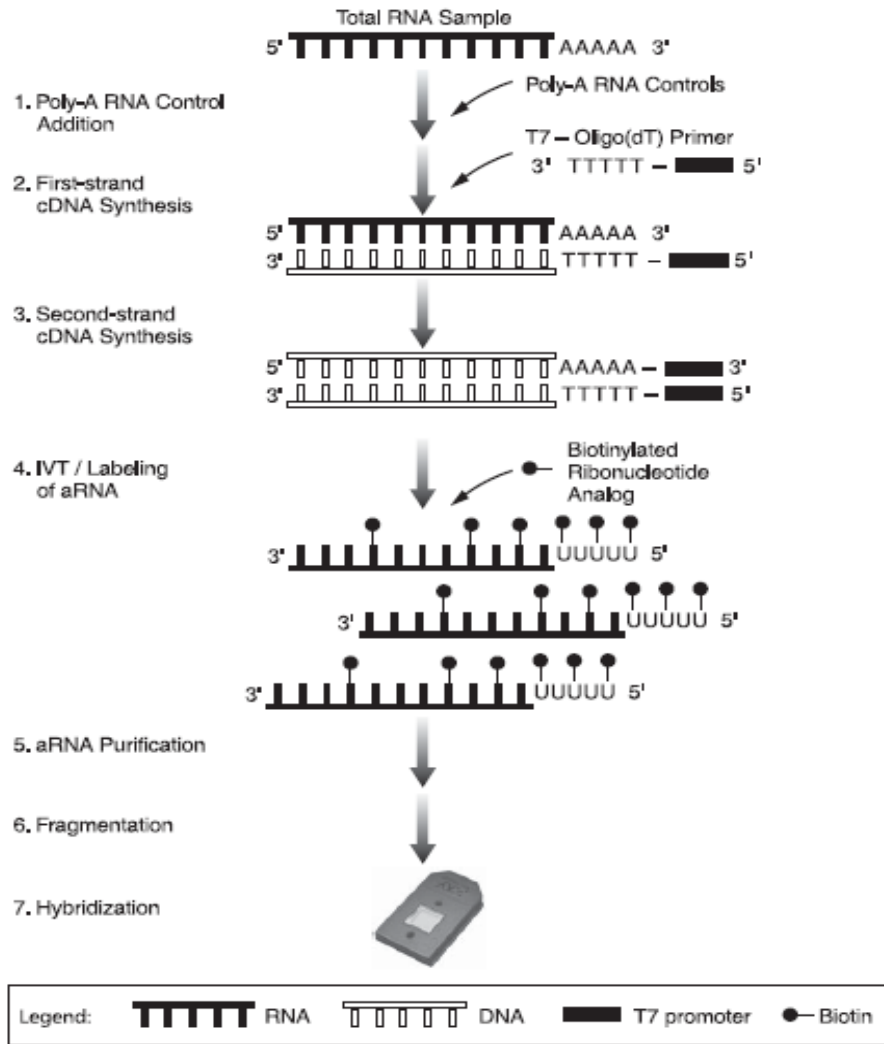 Total RNA Sample
5' AAAAA 3'
1. Poly-A RNA Control
Addition
Poly-A RNA Controls
T7 – Oligo(dT) Primer
3' TTTTT – 5'
2. First-strand
cDNA Synthesis
5' AAAAA 3'
3' TTTTT – 5'
3. Second-strand
cDNA Synthesis
5' AAAAA – 3'
3' TTTTT – 5'
4. IVT / Labeling
of aRNA
Biotinylated
Ribonucleotide
Analog
3' UUUUU 5'
3' UUUUU 5'
3' UUUUU 5'
5. aRNA Purification
6. Fragmentation
7. Hybridization
Legend: RNA DNA T7 promoter Biotin